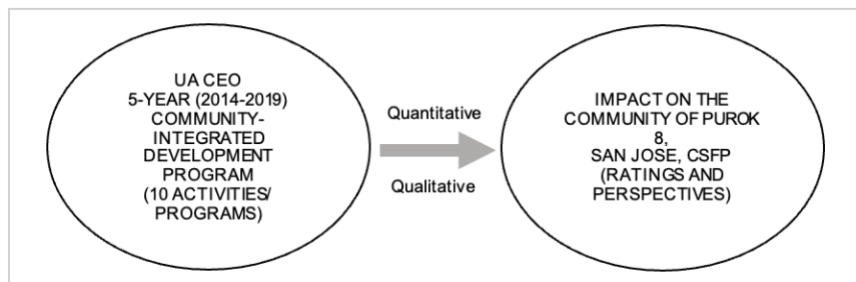 UA CEO
5-YEAR (2014-2019)
COMMUNITY-
INTEGRATED
DEVELOPMENT
PROGRAM
(10 ACTIVITIES/
PROGRAMS)
Quantitative
Qualitative
IMPACT ON THE
COMMUNITY OF PUROK
8,
SAN JOSE, CSFP
(RATINGS AND
PERSPECTIVES)